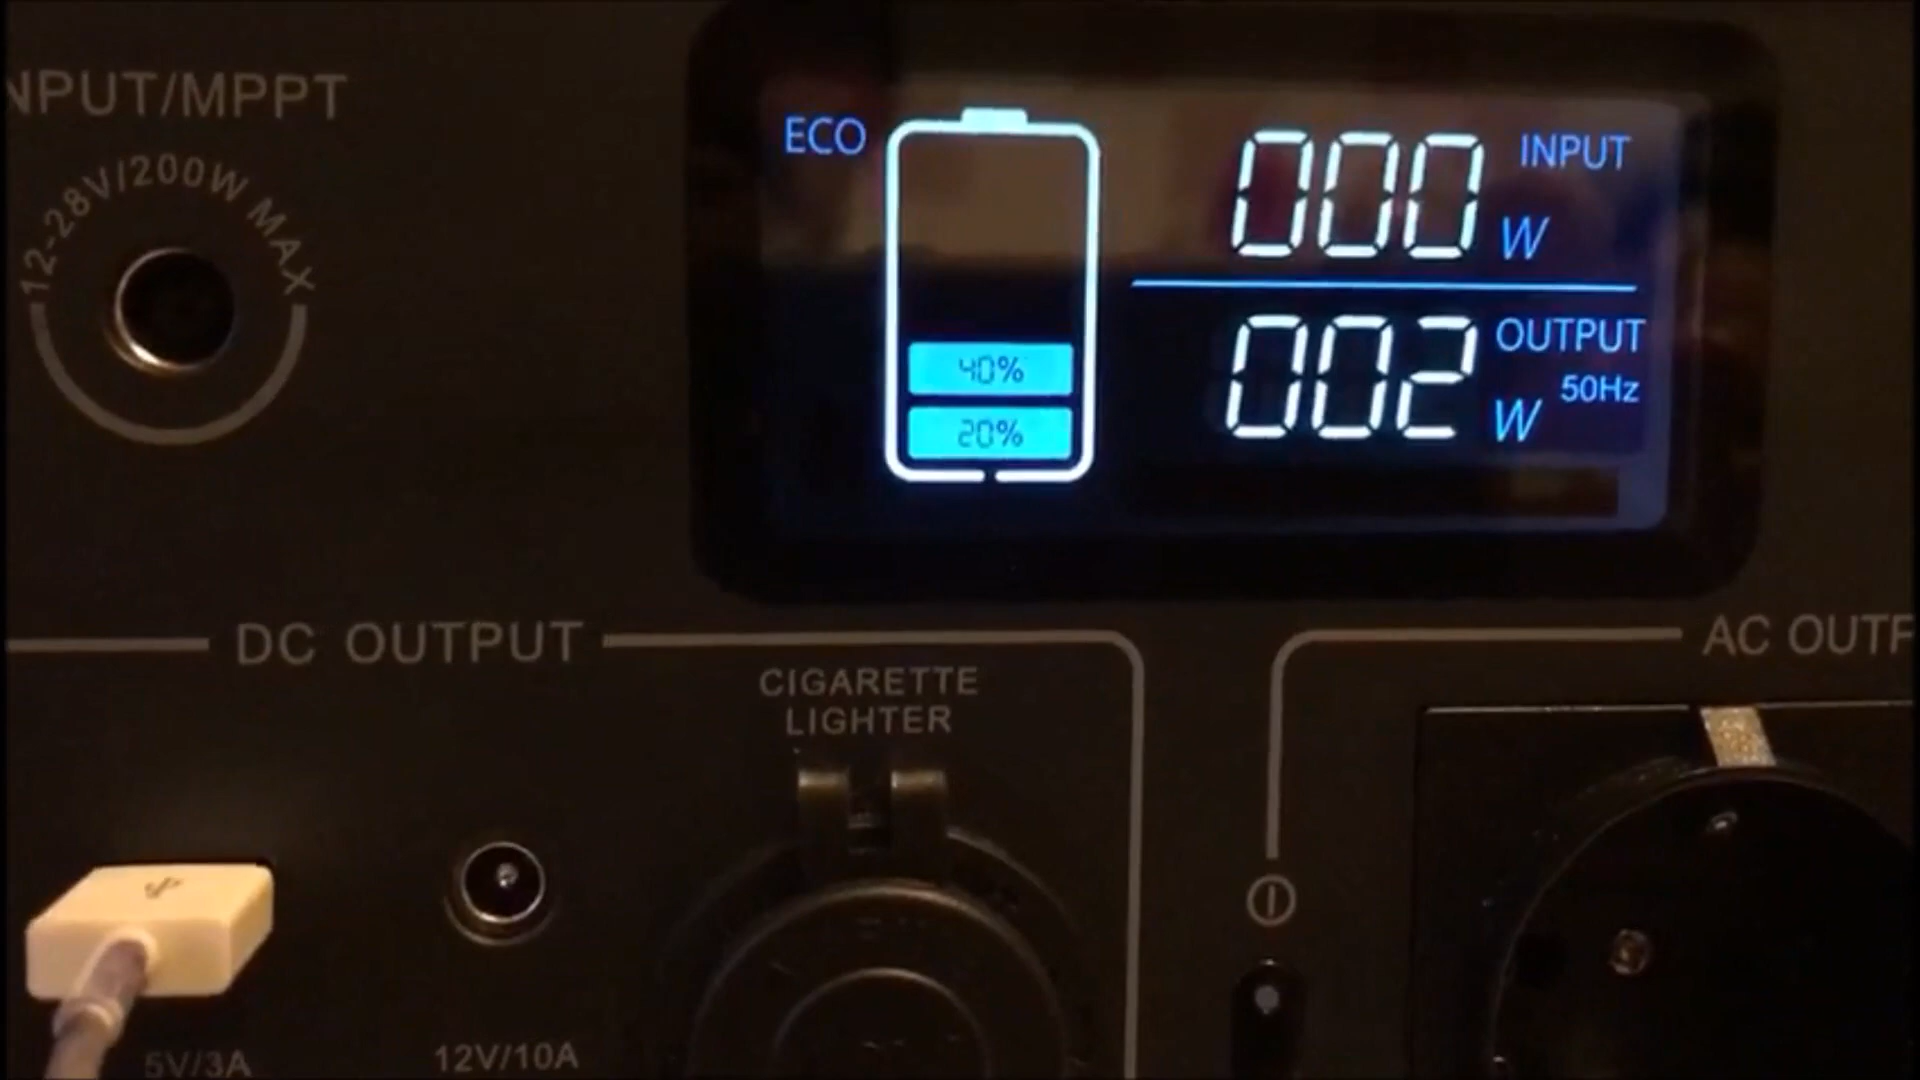 NPUT/MPPT
12-28V/200W MAX
ECO
000 W INPUT
40%
20%
002 W OUTPUT
50Hz
DC OUTPUT
CIGARETTE
LIGHTER
AC OUTP
5V/3A
12V/10A